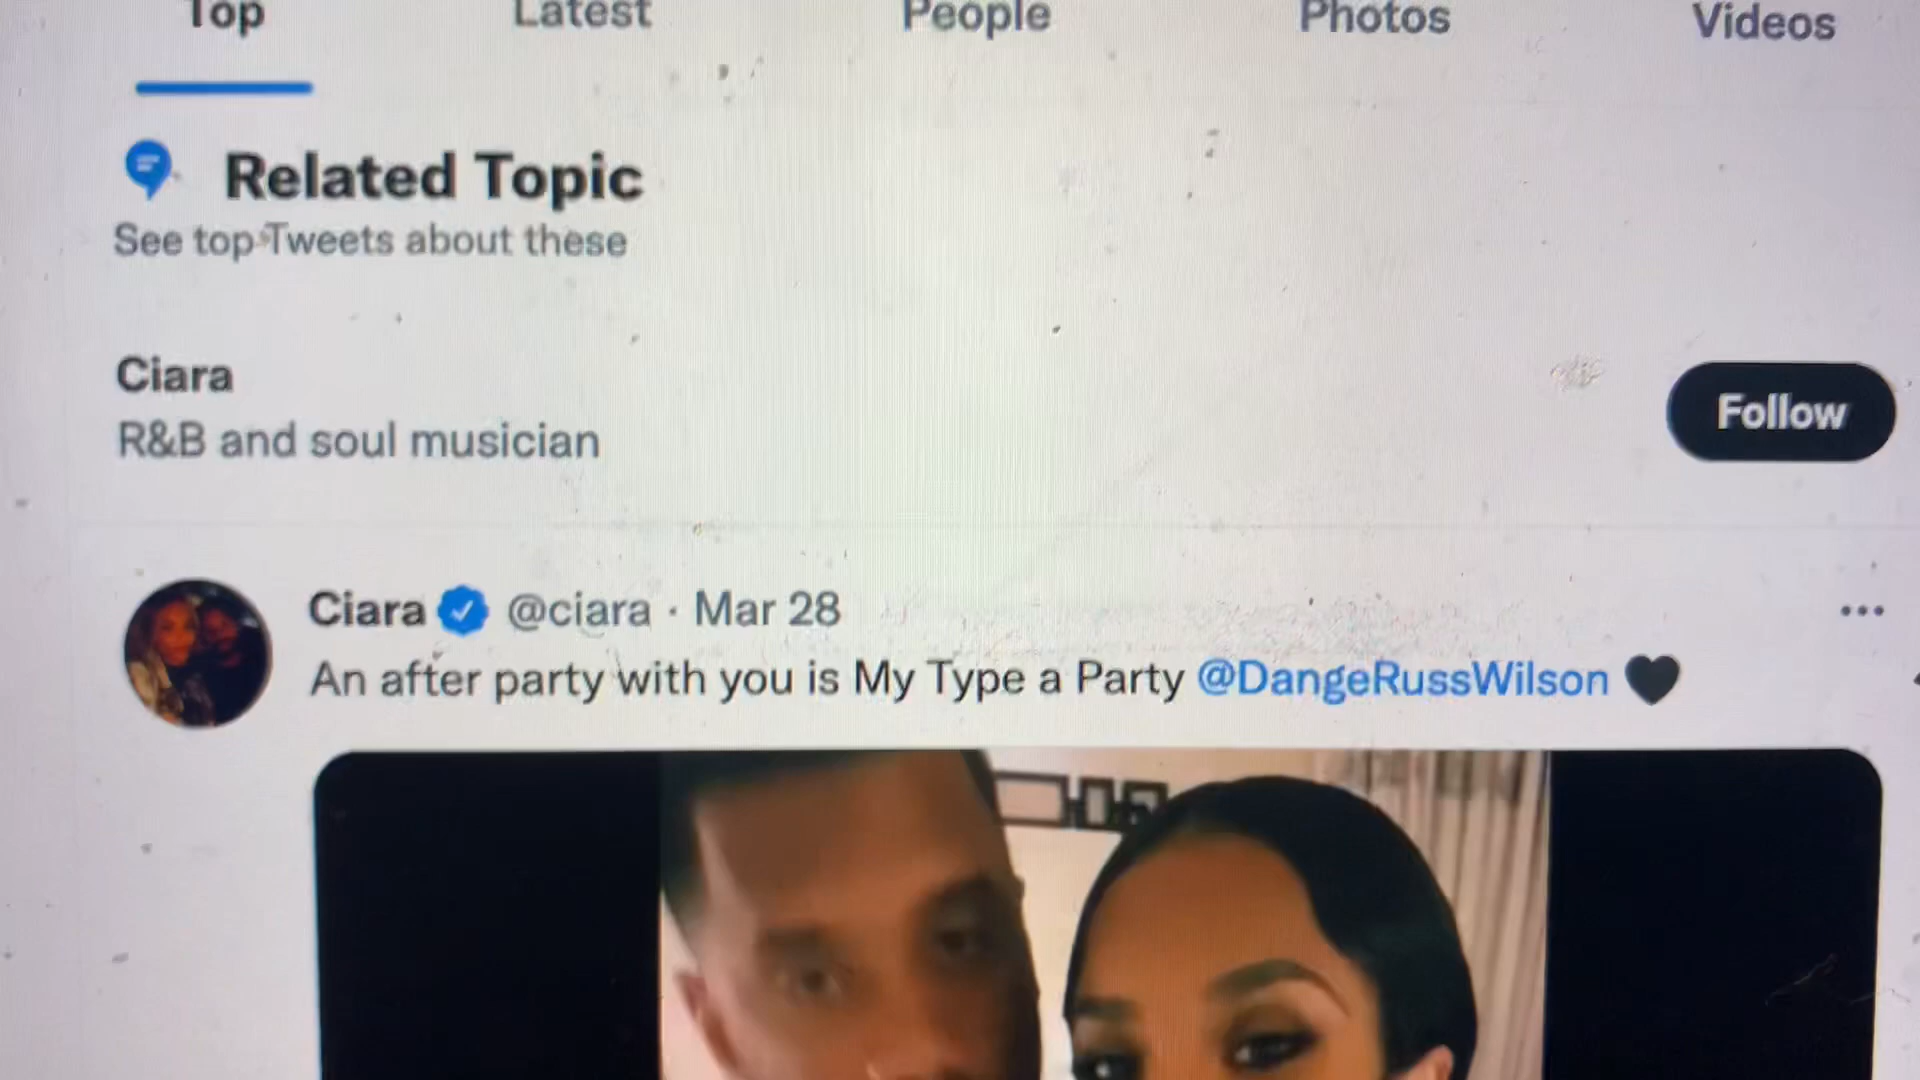 Top Latest People Photos Videos
Related Topic
See top Tweets about these
Ciara
R&B and soul musician
Follow
Ciara @ciara · Mar 28
An after party with you is My Type a Party @DangeRussWilson 🖤